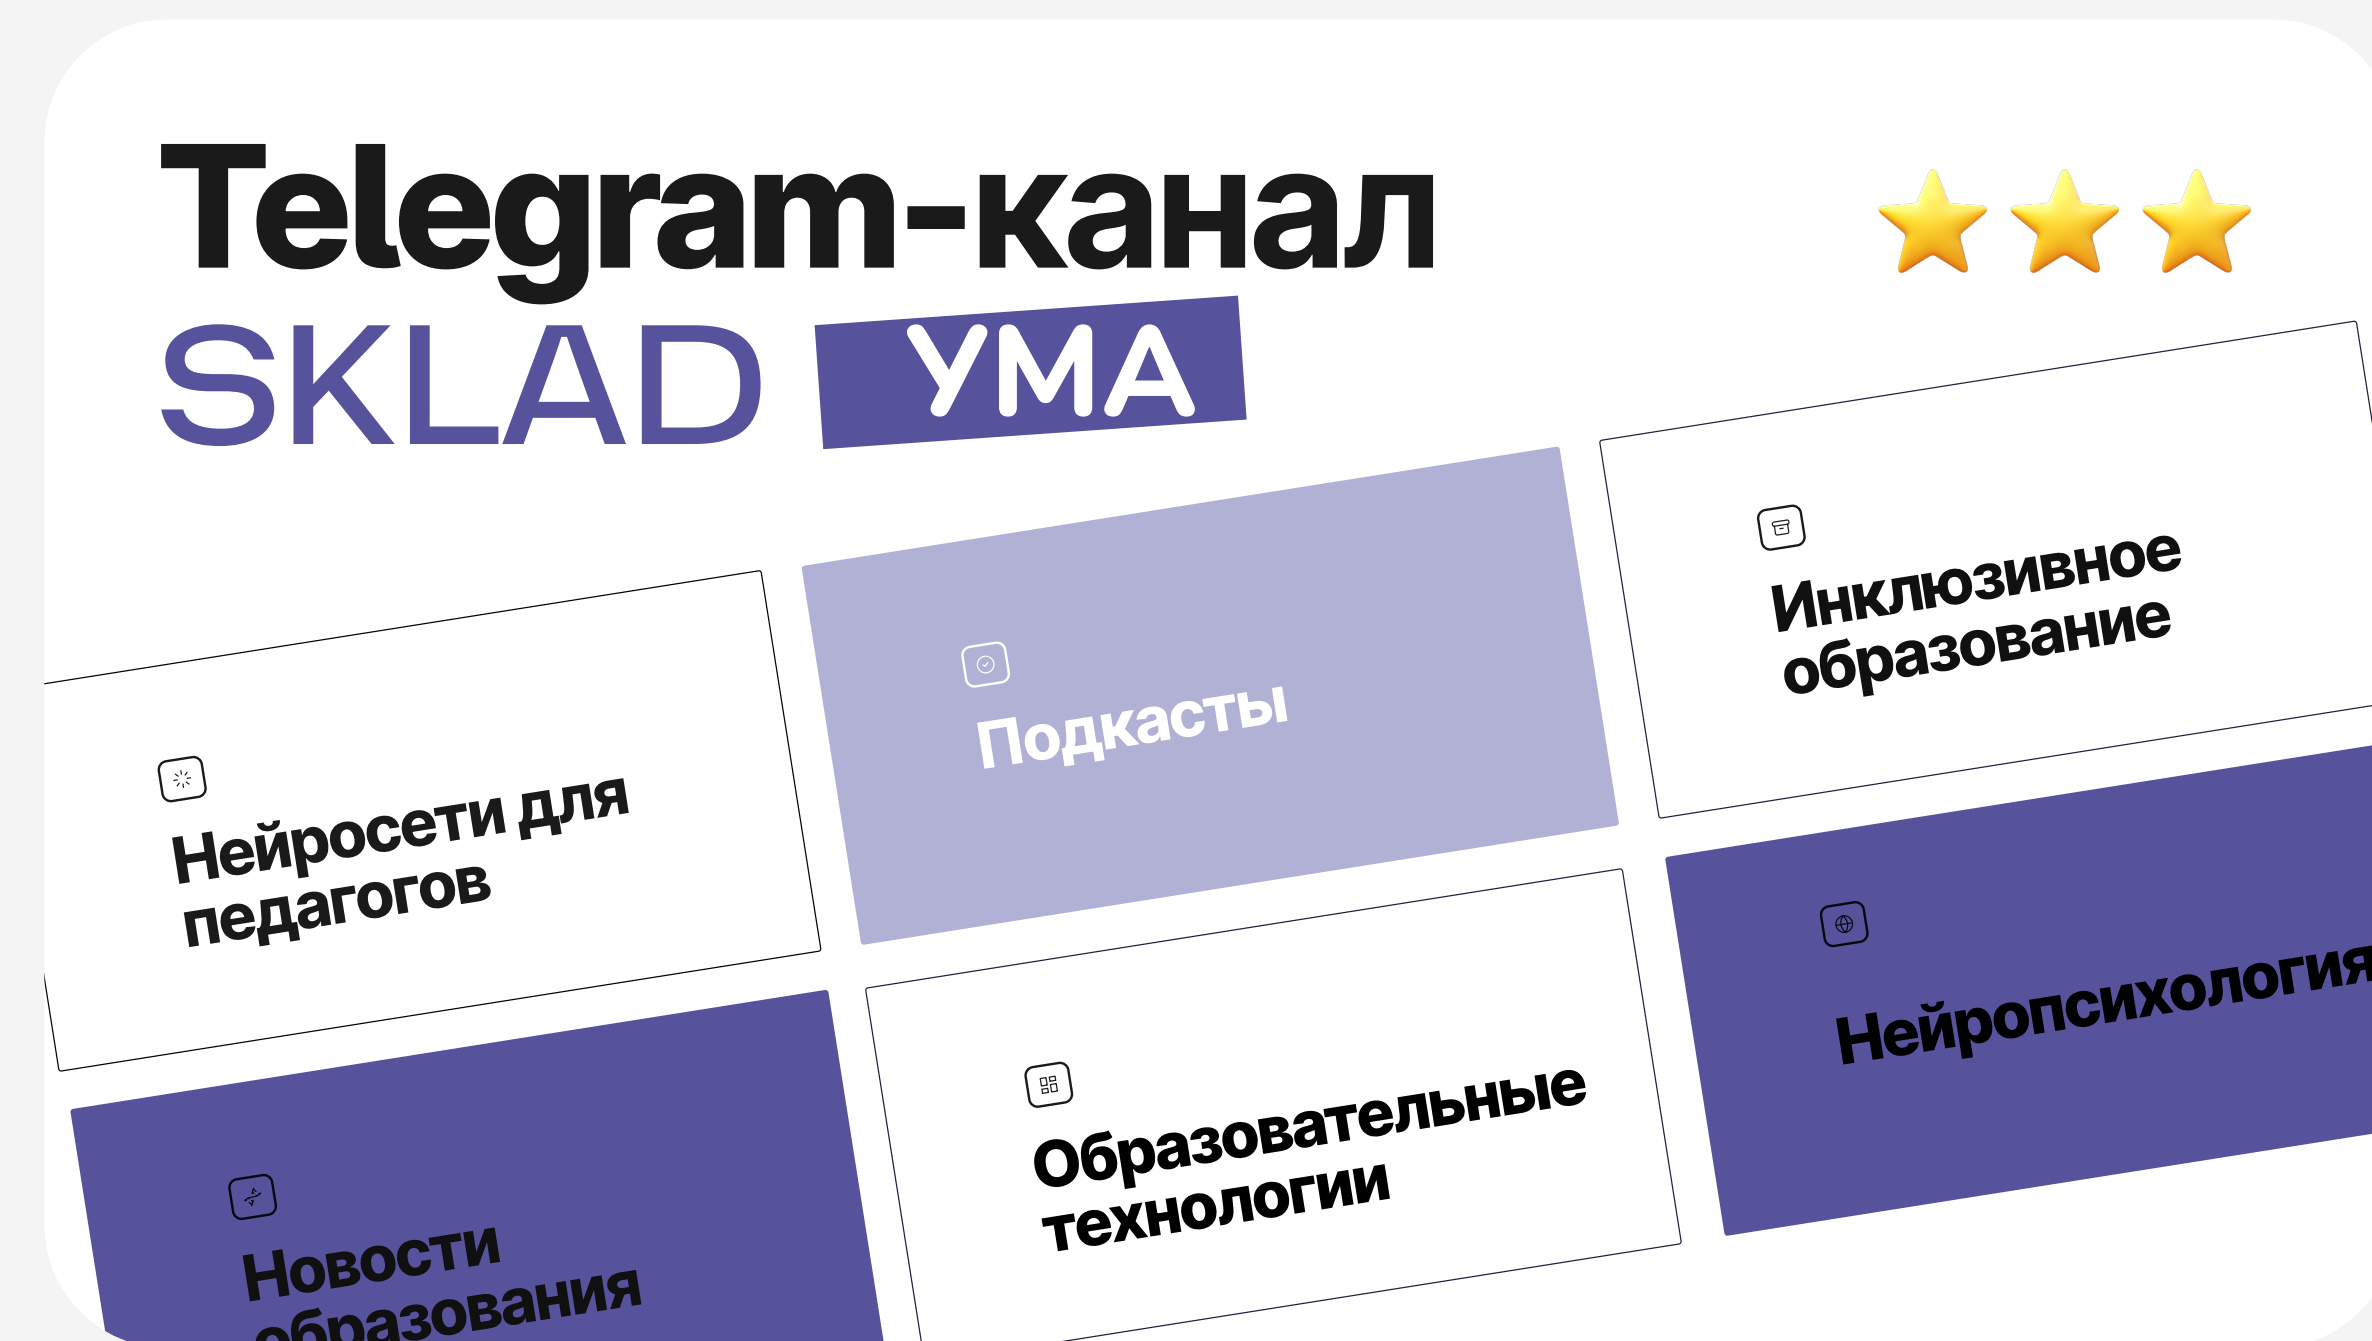 Telegram-канал
SKLAD УМА
Нейросети для
педагогов
Подкасты
Инклюзивное
образование
Новости
образования
Образовательные
технологии
Нейропсихология